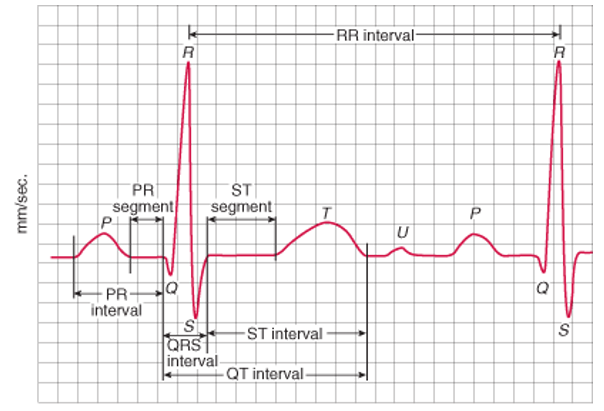 RR interval
R
R
PR
segment
ST
segment
P
T
U
P
mm/sec.
Q
Q
PR
interval
S
S
QRS
interval
ST interval
QT interval